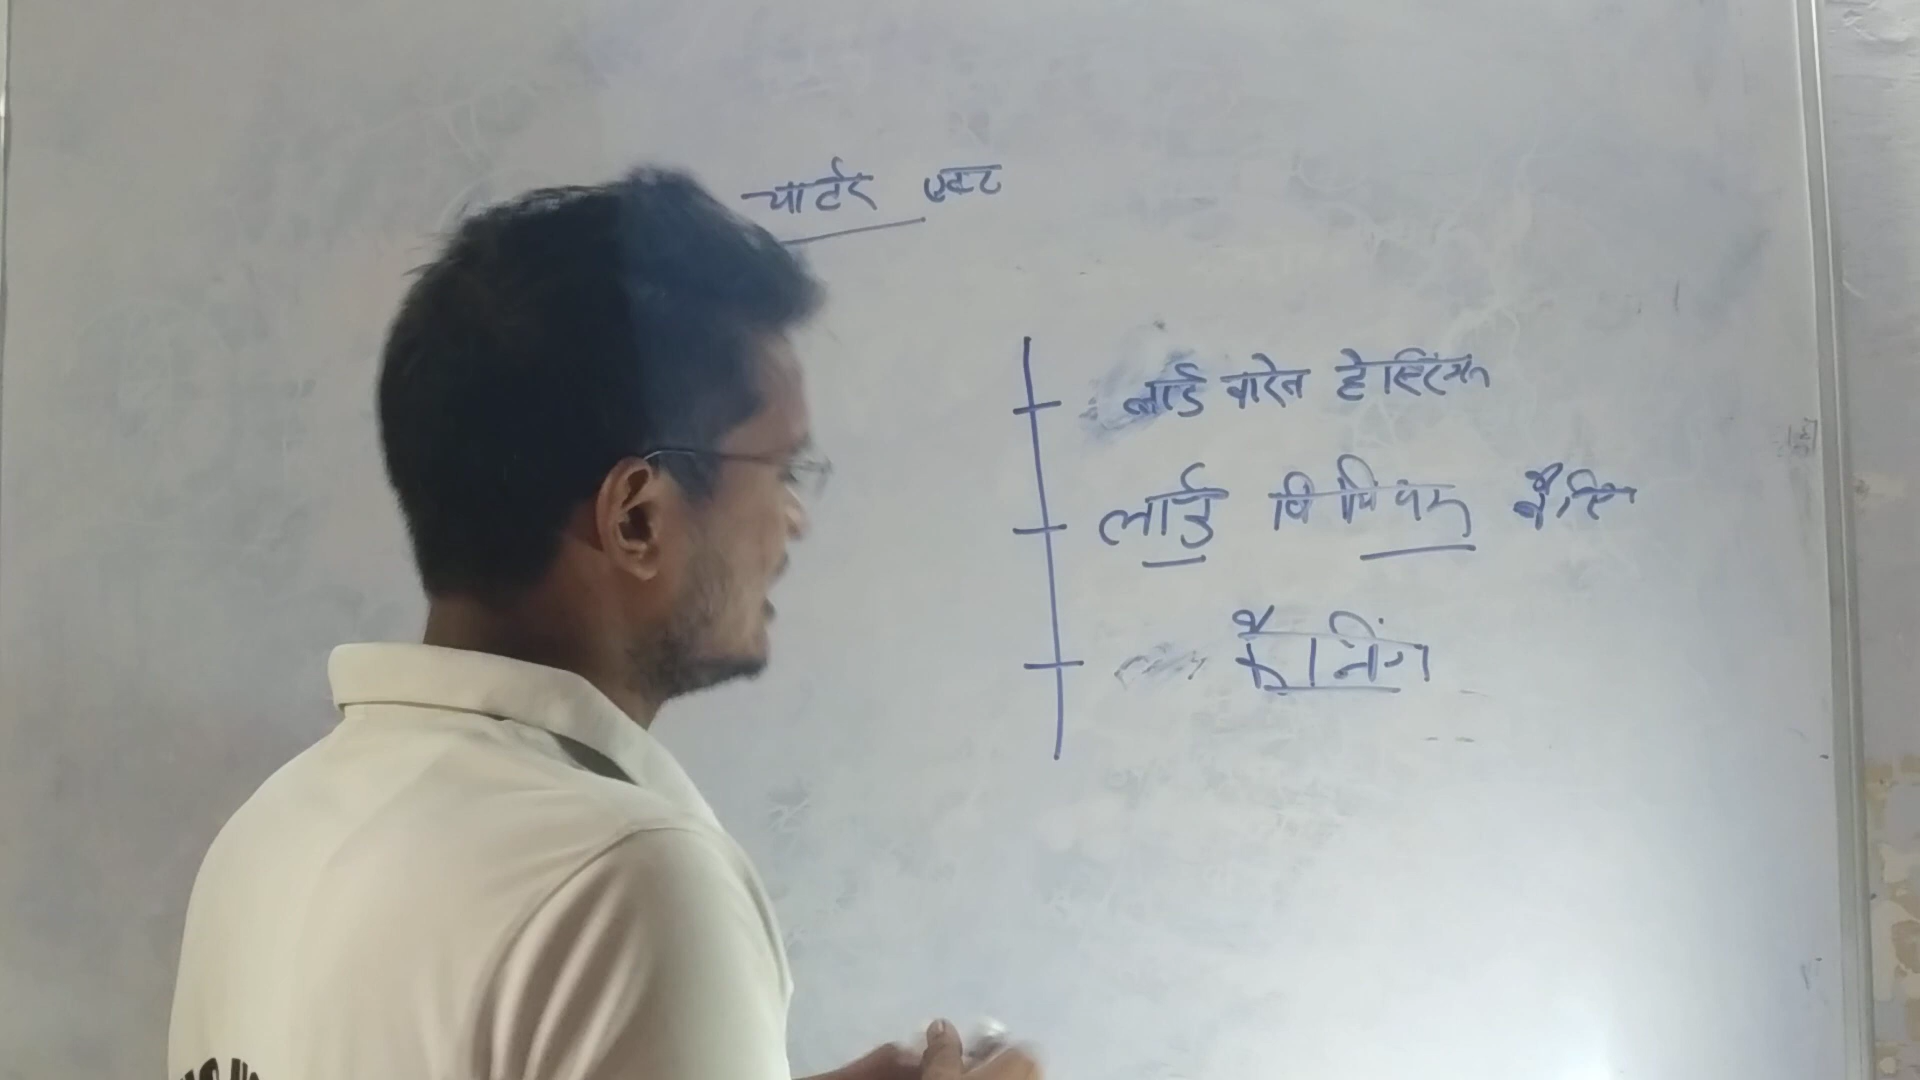 चार्टर एक्ट
लार्ड वारेन हेस्टिंग्स
लार्ड विलियम बैंटिक
कैनिंग